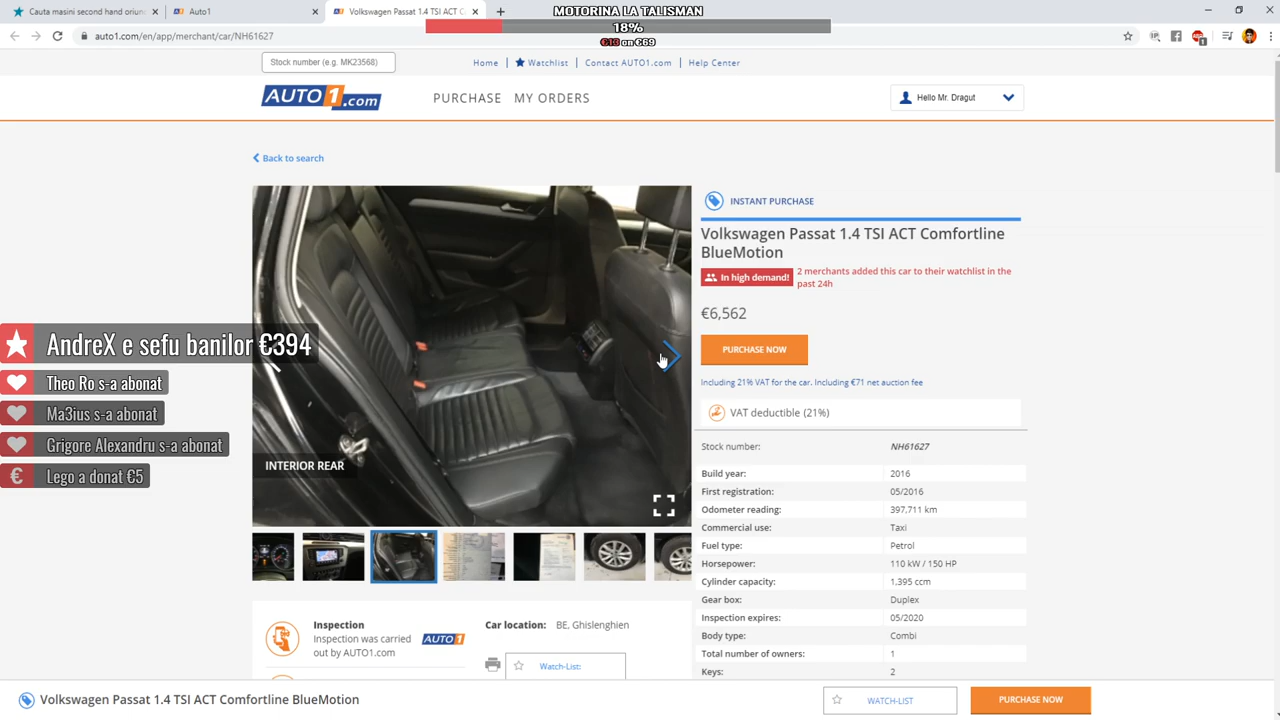 Cauta masini second hand oriuno
Auto1
Volkswagen Passat 1.4 TSI ACT C
MOTORINA LA TALISMAN
18%
€13 on €69
auto1.com/en/app/merchant/car/NH61627
Stock number (e.g. MK23568)
Home
Watchlist
Contact AUTO1.com
Help Center
AUTO1.com
PURCHASE
MY ORDERS
Hello Mr. Dragut
Back to search
INSTANT PURCHASE
Volkswagen Passat 1.4 TSI ACT Comfortline
BlueMotion
In high demand!
2 merchants added this car to their watchlist in the
past 24h
€6,562
PURCHASE NOW
Including 21% VAT for the car. Including €71 net auction fee
VAT deductible (21%)
AndreX e sefu banilor €394
Theo Ro s-a abonat
Ma3ius s-a abonat
Grigore Alexandru s-a abonat
Lego a donat €5
INTERIOR REAR
Stock number: NH61627
Build year: 2016
First registration: 05/2016
Odometer reading: 397,711 km
Commercial use: Taxi
Fuel type: Petrol
Horsepower: 110 kW / 150 HP
Cylinder capacity: 1,395 ccm
Gear box: Duplex
Inspection expires: 05/2020
Body type: Combi
Total number of owners: 1
Keys: 2
Inspection
Inspection was carried
out by AUTO1.com
AUTO1
Car location: BE, Ghislenghien
Watch-List:
Volkswagen Passat 1.4 TSI ACT Comfortline BlueMotion
WATCH-LIST
PURCHASE NOW